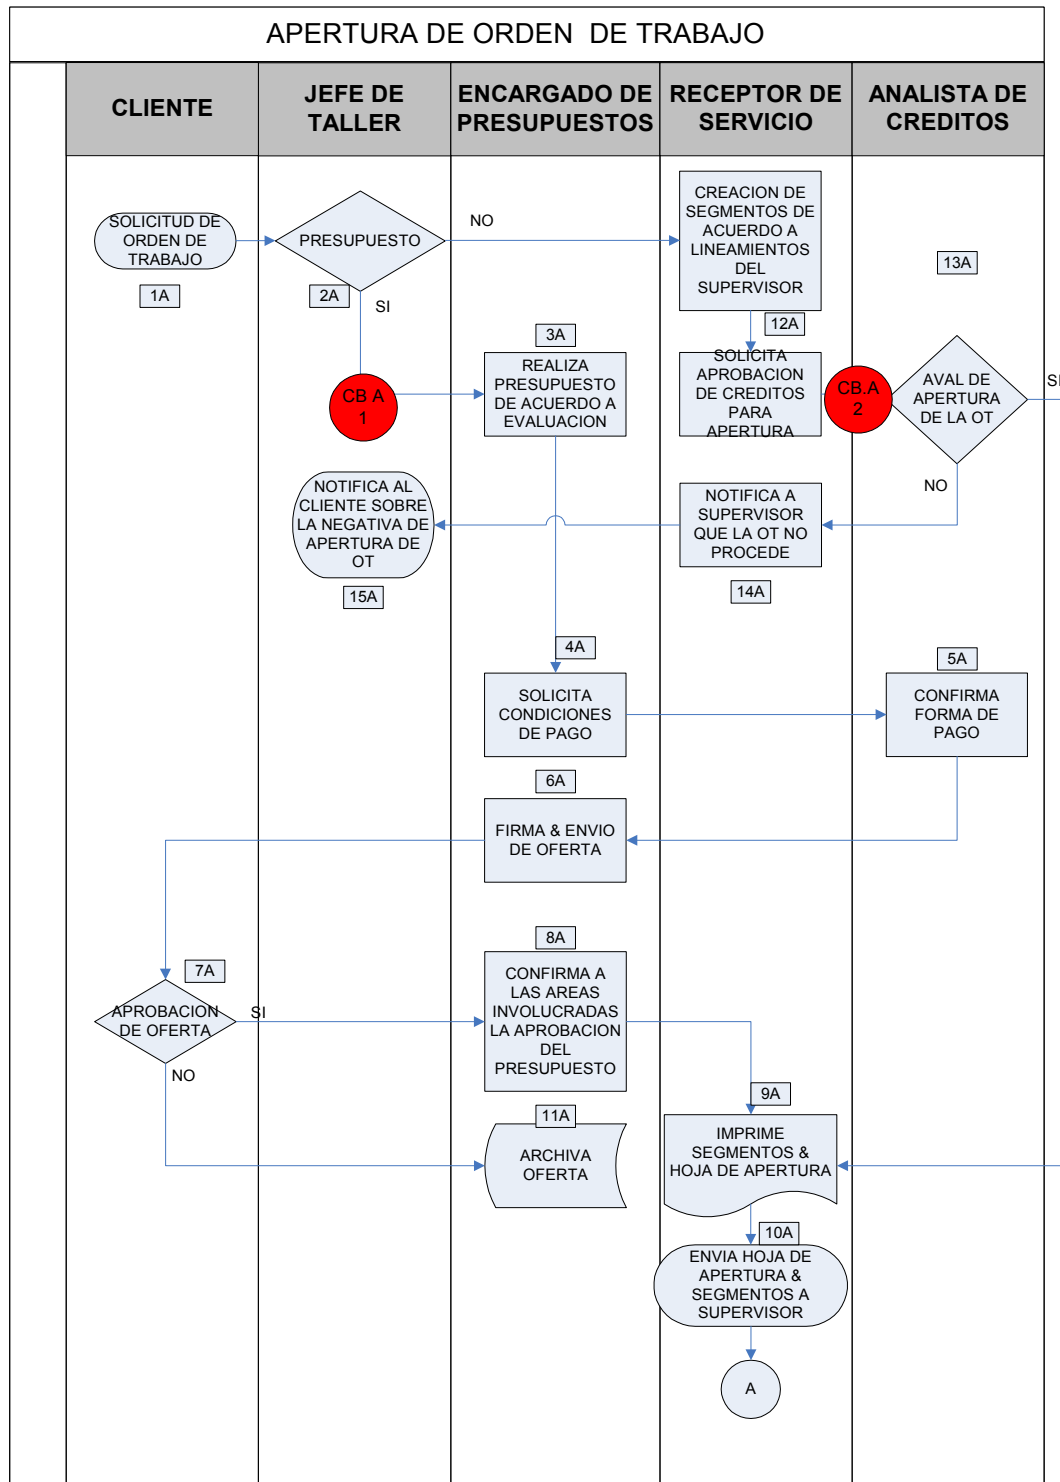 APERTURA DE ORDEN DE TRABAJO
CLIENTE
JEFE DE
TALLER
ENCARGADO DE
PRESUPUESTOS
RECEPTOR DE
SERVICIO
ANALISTA DE
CREDITOS
SOLICITUD DE
ORDEN DE
TRABAJO
1A
PRESUPUESTO
2A
NO
SI
CREACION DE
SEGMENTOS DE
ACUERDO A
LINEAMIENTOS
DEL
SUPERVISOR
12A
13A
CB A
1
3A
REALIZA
PRESUPUESTO
DE ACUERDO A
EVALUACION
SOLICITA
APROBACION
DE CREDITOS
PARA
APERTURA
CB.A
2
AVAL DE
APERTURA
DE LA OT
SI
NO
NOTIFICA AL
CLIENTE SOBRE
LA NEGATIVA DE
APERTURA DE
OT
15A
NOTIFICA A
SUPERVISOR
QUE LA OT NO
PROCEDE
14A
4A
SOLICITA
CONDICIONES
DE PAGO
5A
CONFIRMA
FORMA DE
PAGO
6A
FIRMA & ENVIO
DE OFERTA
7A
APROBACION
DE OFERTA
SI
NO
8A
CONFIRMA A
LAS AREAS
INVOLUCRADAS
LA APROBACION
DEL
PRESUPUESTO
9A
11A
ARCHIVA
OFERTA
IMPRIME
SEGMENTOS &
HOJA DE APERTURA
10A
ENVIA HOJA DE
APERTURA &
SEGMENTOS A
SUPERVISOR
A